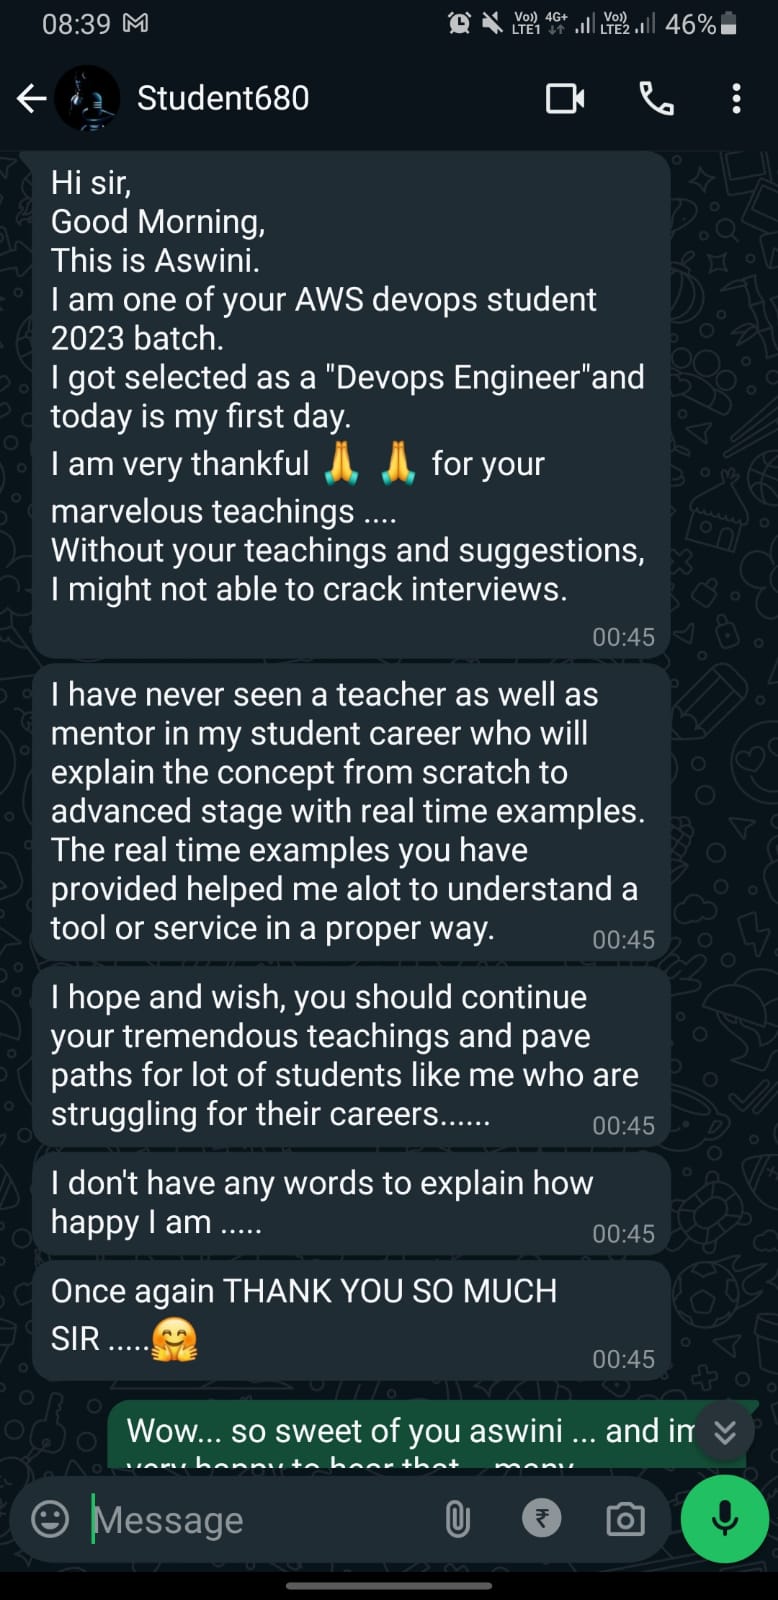 08:39
Vo)) 4G+ Vo))
LTE1 LTE2 46%
Student680
Hi sir,
Good Morning,
This is Aswini.
I am one of your AWS devops student
2023 batch.
I got selected as a "Devops Engineer"and
today is my first day.
I am very thankful 🙏 🙏 for your
marvelous teachings ....
Without your teachings and suggestions,
I might not able to crack interviews.
00:45
I have never seen a teacher as well as
mentor in my student career who will
explain the concept from scratch to
advanced stage with real time examples.
The real time examples you have
provided helped me alot to understand a
tool or service in a proper way.
00:45
I hope and wish, you should continue
your tremendous teachings and pave
paths for lot of students like me who are
struggling for their careers......
00:45
I don't have any words to explain how
happy I am .....
00:45
Once again THANK YOU SO MUCH
SIR .....🤗
00:45
Wow... so sweet of you aswini ... and im
very happy to hear that... many
Message
₹